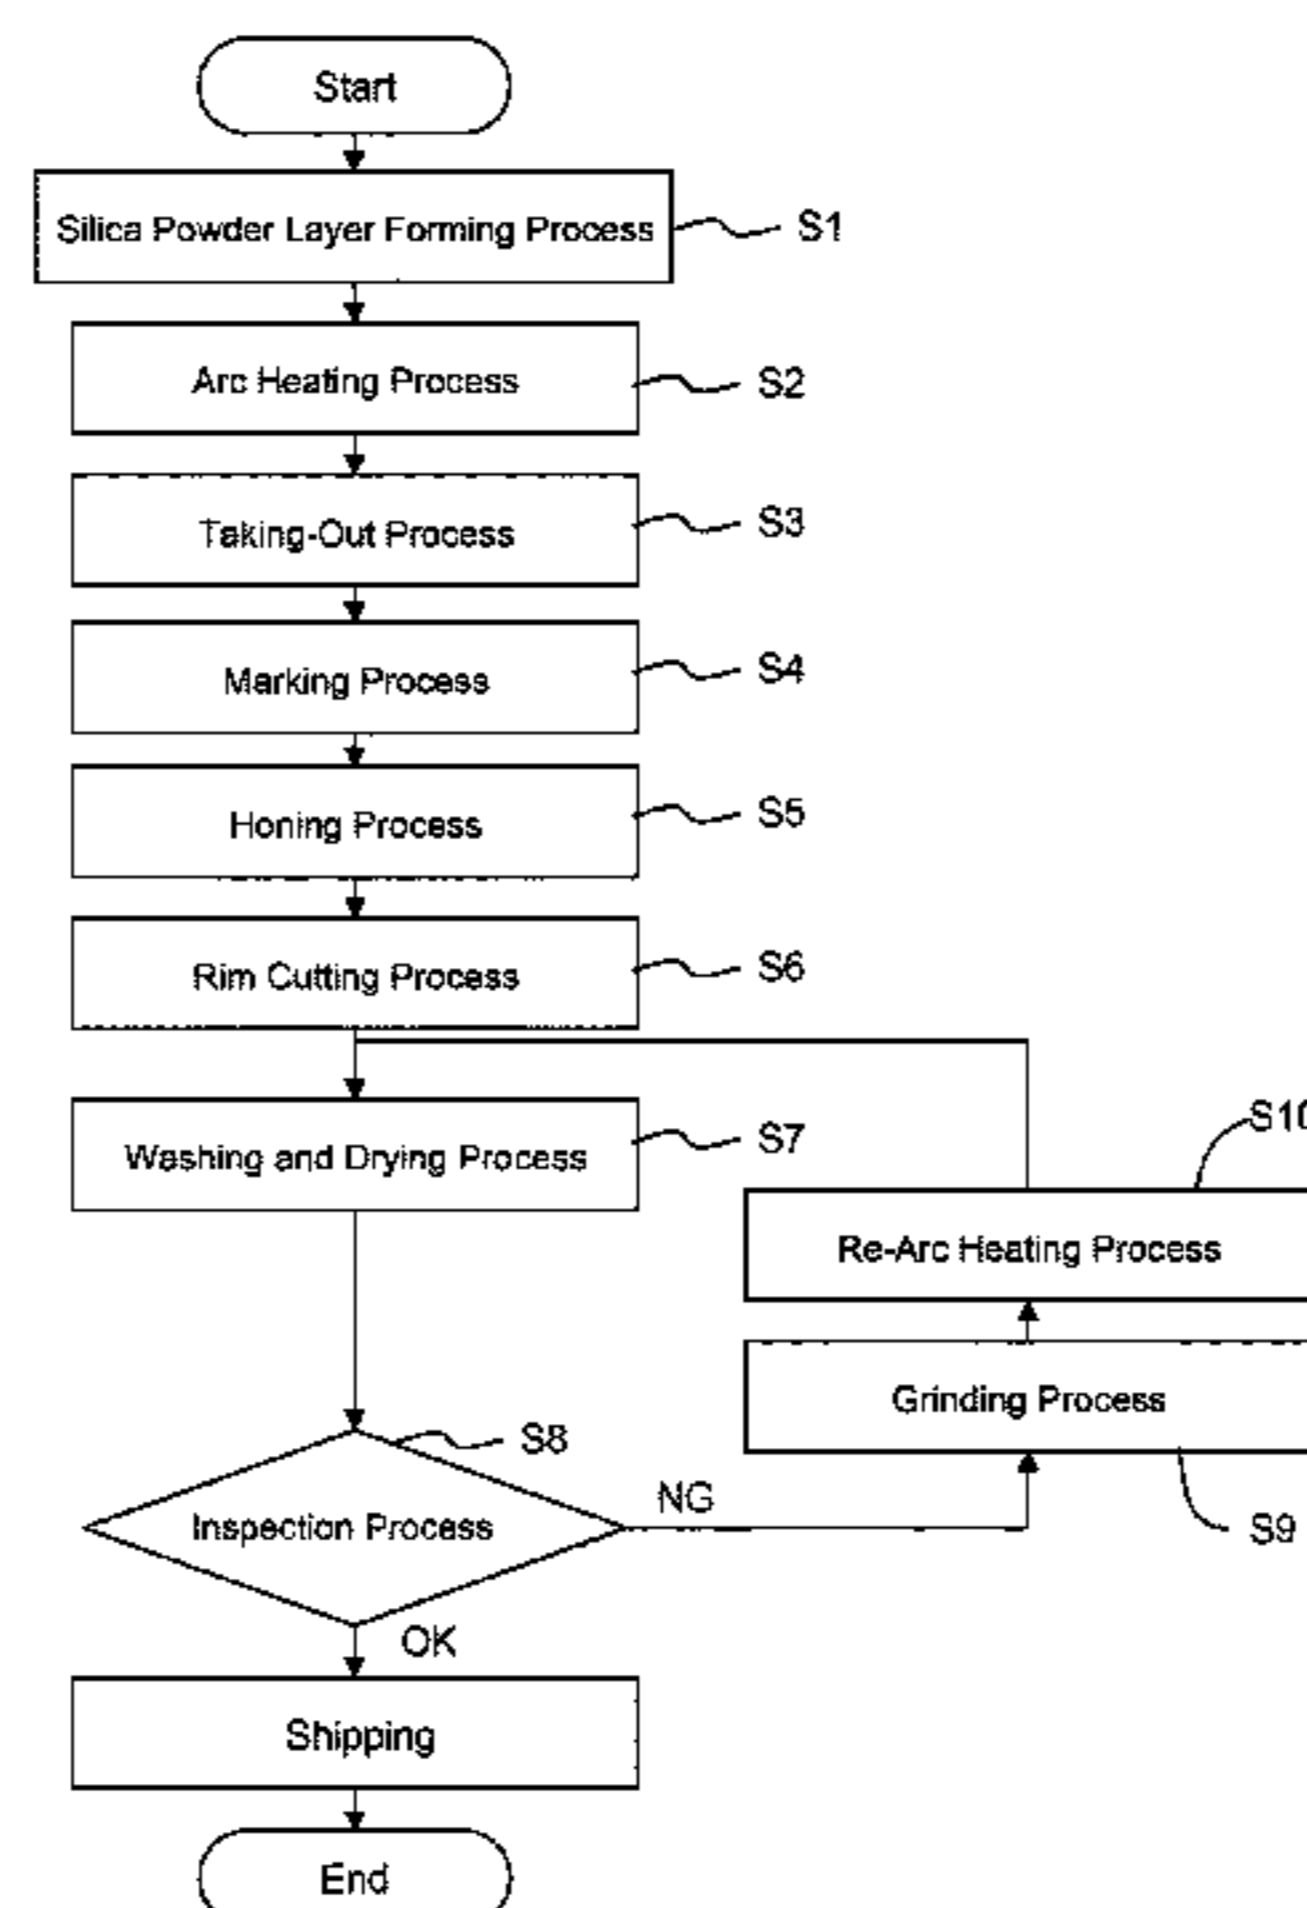 Start
Silica Powder Layer Forming Process
S1
Arc Heating Process
S2
Taking-Out Process
S3
Marking Process
S4
Honing Process
S5
Rim Cutting Process
S6
Washing and Drying Process
S7
S10
Re-Arc Heating Process
Grinding Process
S9
S8
Inspection Process
NG
OK
Shipping
End